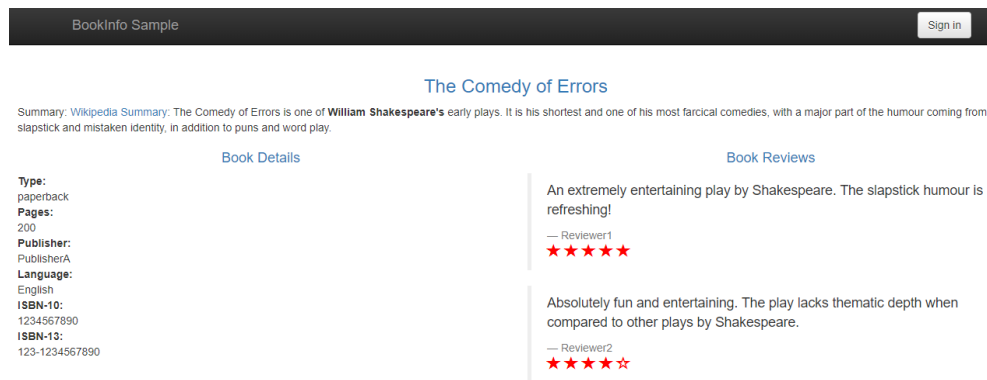 BookInfo Sample
Sign in
The Comedy of Errors
Summary: Wikipedia Summary: The Comedy of Errors is one of William Shakespeare's early plays. It is his shortest and one of his most farcical comedies, with a major part of the humour coming from
slapstick and mistaken identity, in addition to puns and word play.
Book Details
Type:
paperback
Pages:
200
Publisher:
PublisherA
Language:
English
ISBN-10:
1234567890
ISBN-13:
123-1234567890
Book Reviews
An extremely entertaining play by Shakespeare. The slapstick humour is
refreshing!
— Reviewer1
Absolutely fun and entertaining. The play lacks thematic depth when
compared to other plays by Shakespeare.
— Reviewer2